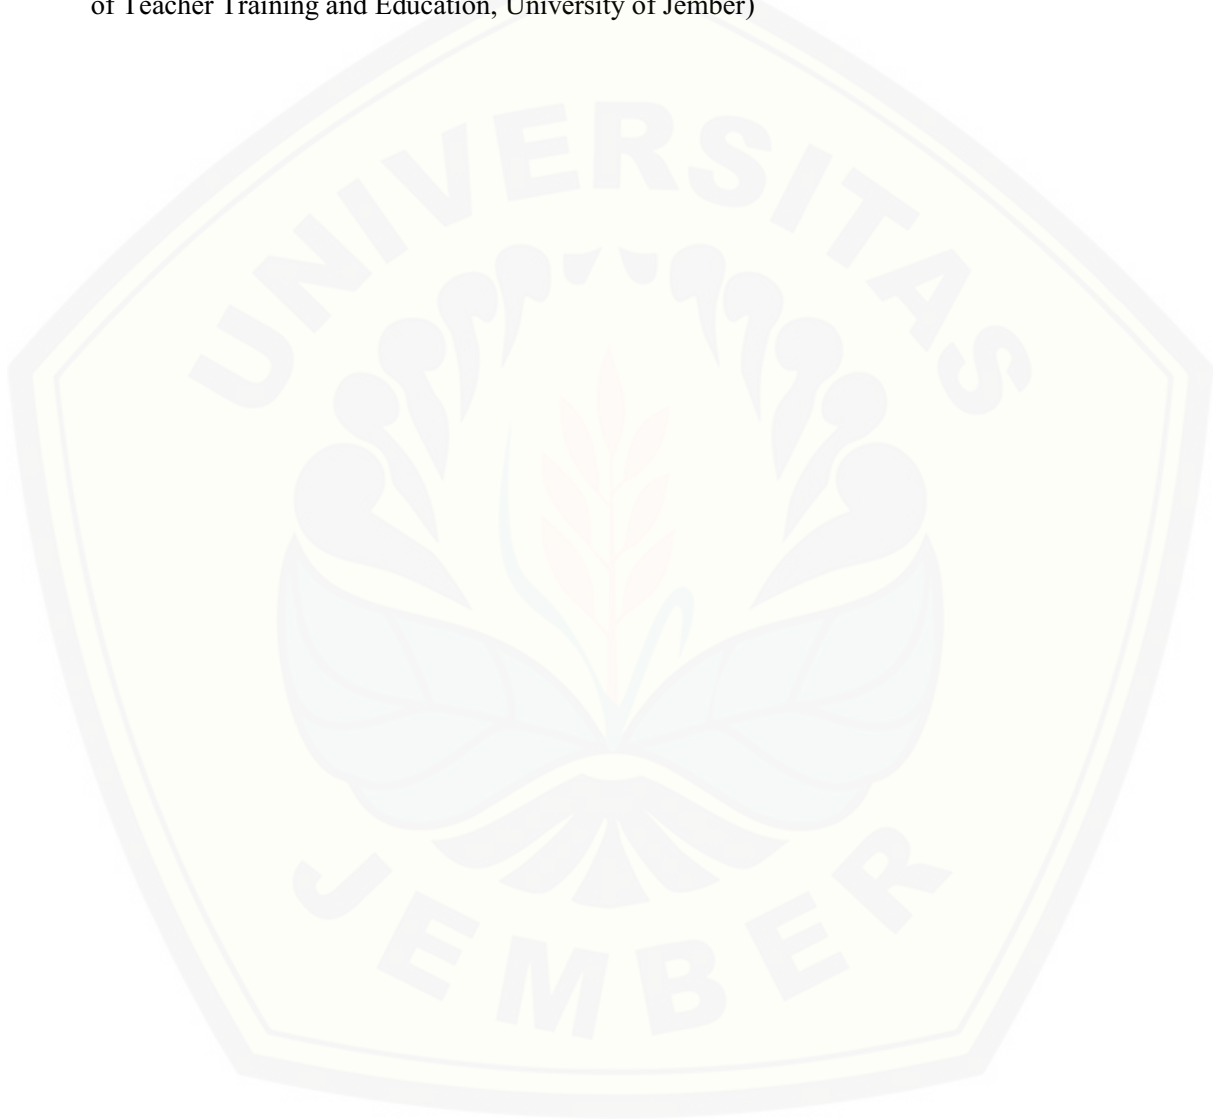 of Teacher Training and Education, University of Jember)
UNIVERSITAS
JEMBER